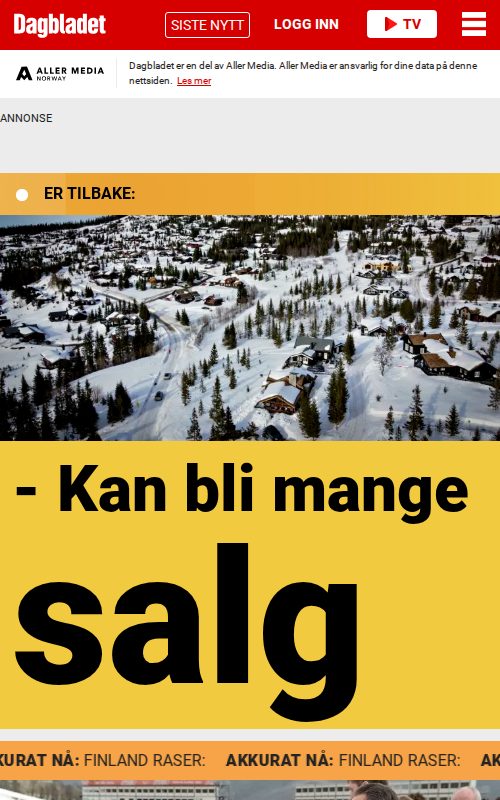 Dagbladet
SISTE NYTT
LOGG INN
TV
ALLER MEDIA
NORWAY
Dagbladet er en del av Aller Media. Aller Media er ansvarlig for dine data på denne
nettsiden. Les mer
ANNONSE
ER TILBAKE:
- Kan bli mange
salg
KURAT NÅ: FINLAND RASER: AKKURAT NÅ: FINLAND RASER: AK